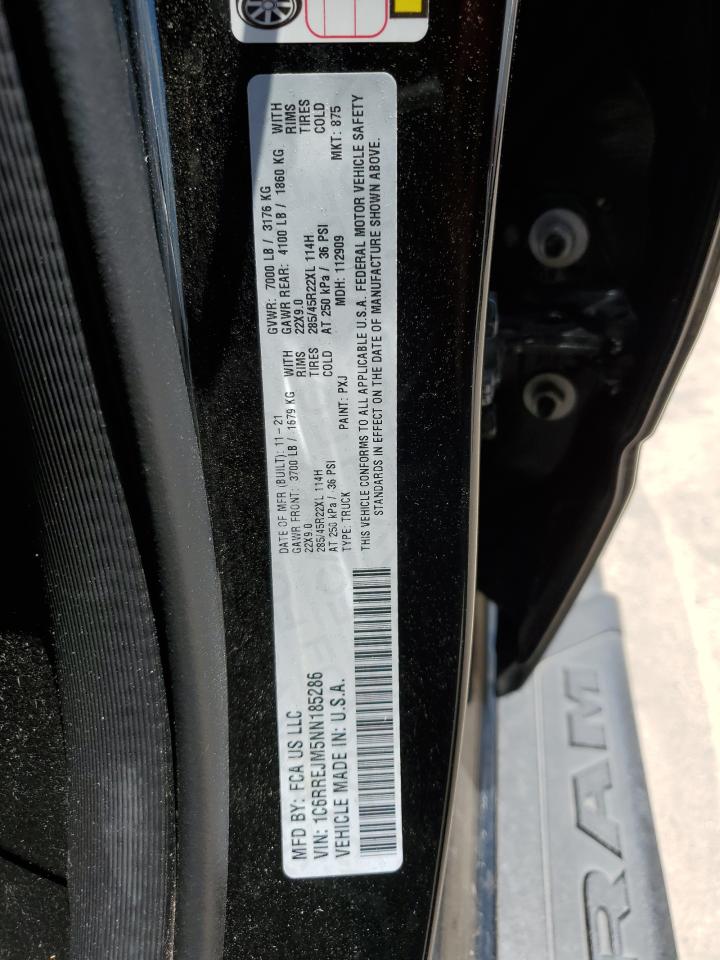 MFD BY: FCA US LLC
VIN: 1C6RREJM5NN185286
VEHICLE MADE IN: U.S.A.
DATE OF MFR (BUILT): 11-21
GAWR FRONT: 3700 LB / 1679 KG WITH
22X9.0 RIMS
285/45R22XL 114H TIRES
AT 250 kPa / 36 PSI COLD
TYPE: TRUCK PAINT: PXJ
GVWR: 7000 LB / 3176 KG
GAWR REAR: 4100 LB / 1860 KG WITH
22X9.0 RIMS
285/45R22XL 114H TIRES
AT 250 kPa / 36 PSI COLD
MDH: 112909 MKT: 875
THIS VEHICLE CONFORMS TO ALL APPLICABLE U.S.A. FEDERAL MOTOR VEHICLE SAFETY
STANDARDS IN EFFECT ON THE DATE OF MANUFACTURE SHOWN ABOVE.
RAM